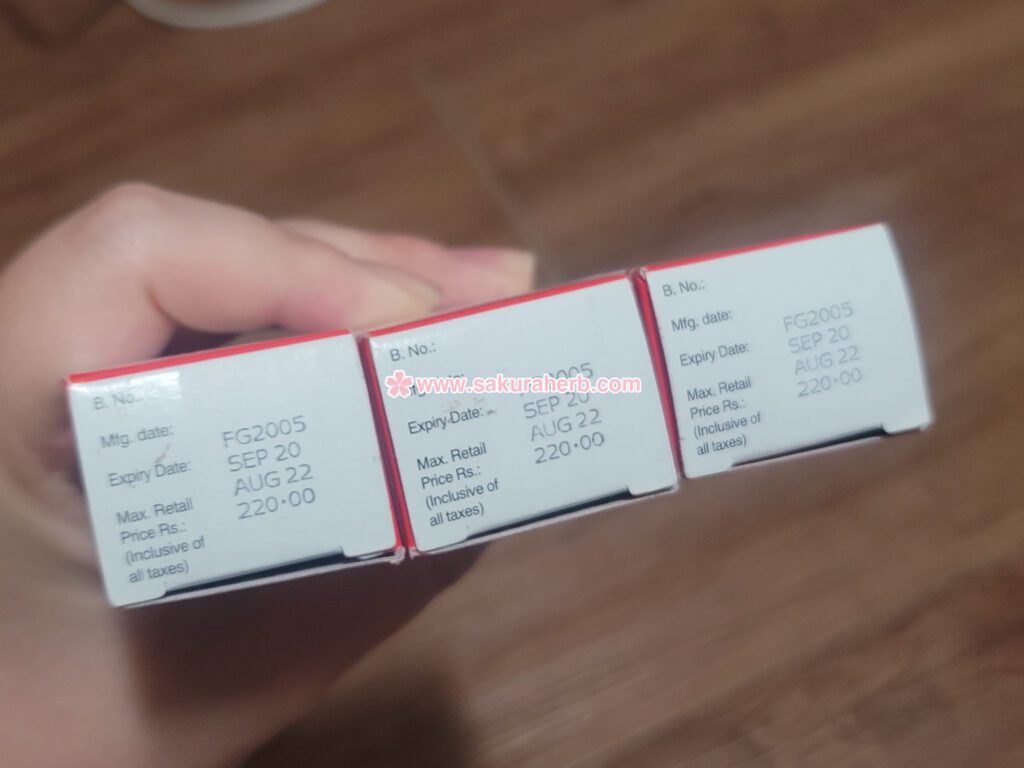 B. No.:
Mfg. date:
Expiry Date:
Max. Retail
Price Rs.:
(Inclusive of
all taxes)
FG2005
SEP 20
AUG 22
220·00
B. No.:
Expiry Date:
Max. Retail
Price Rs.:
(Inclusive of
all taxes)
SEP 20
AUG 22
220·00
B. No.:
Mfg. date:
Expiry Date:
Max. Retail
Price Rs.:
(Inclusive of
all taxes)
FG2005
SEP 20
AUG 22
220·00
www.sakuraherb.com